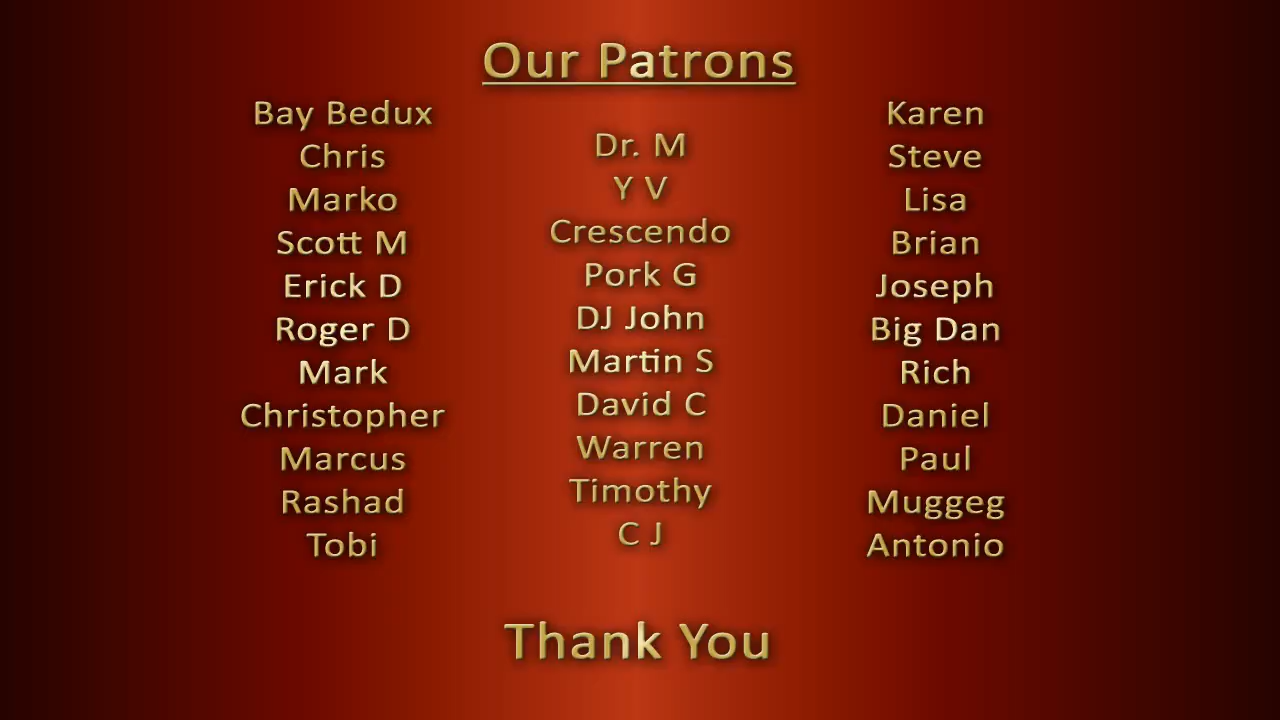 Our Patrons
Bay Bedux
Chris
Marko
Scott M
Erick D
Roger D
Mark
Christopher
Marcus
Rashad
Tobi
Dr. M
Y V
Crescendo
Pork G
DJ John
Martin S
David C
Warren
Timothy
C J
Karen
Steve
Lisa
Brian
Joseph
Big Dan
Rich
Daniel
Paul
Muggeg
Antonio
Thank You